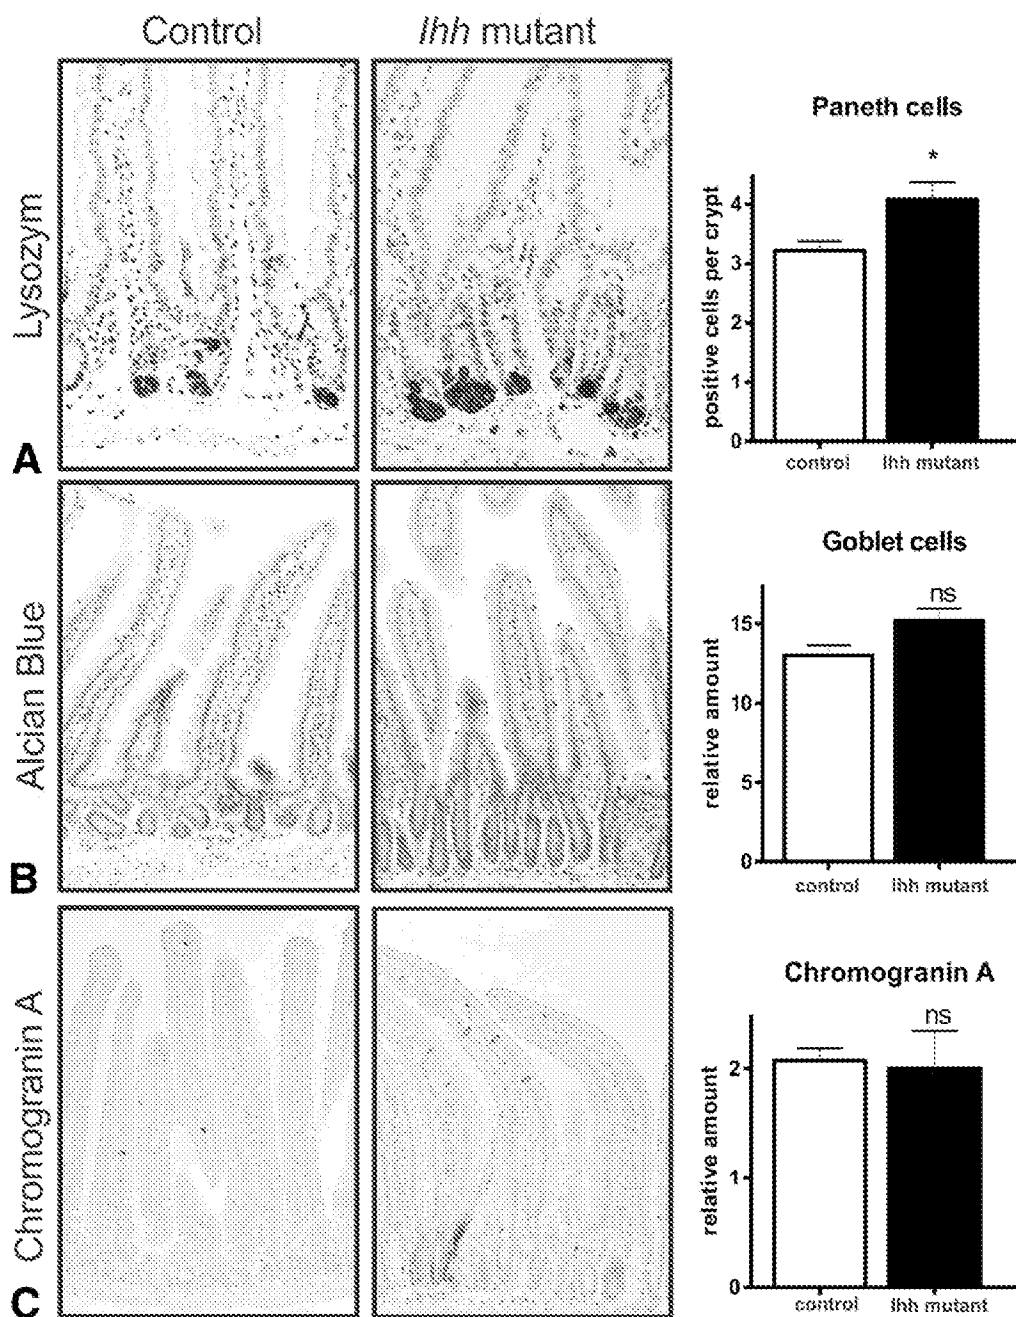 Control
Ihh mutant
Lysozym
A
Paneth cells
*
positive cells per crypt
4
3
2
1
0
control
Ihh mutant
Alcian Blue
B
Goblet cells
ns
relative amount
15
10
5
0
control
Ihh mutant
Chromogranin A
C
Chromogranin A
ns
relative amount
2
1
0
control
Ihh mutant